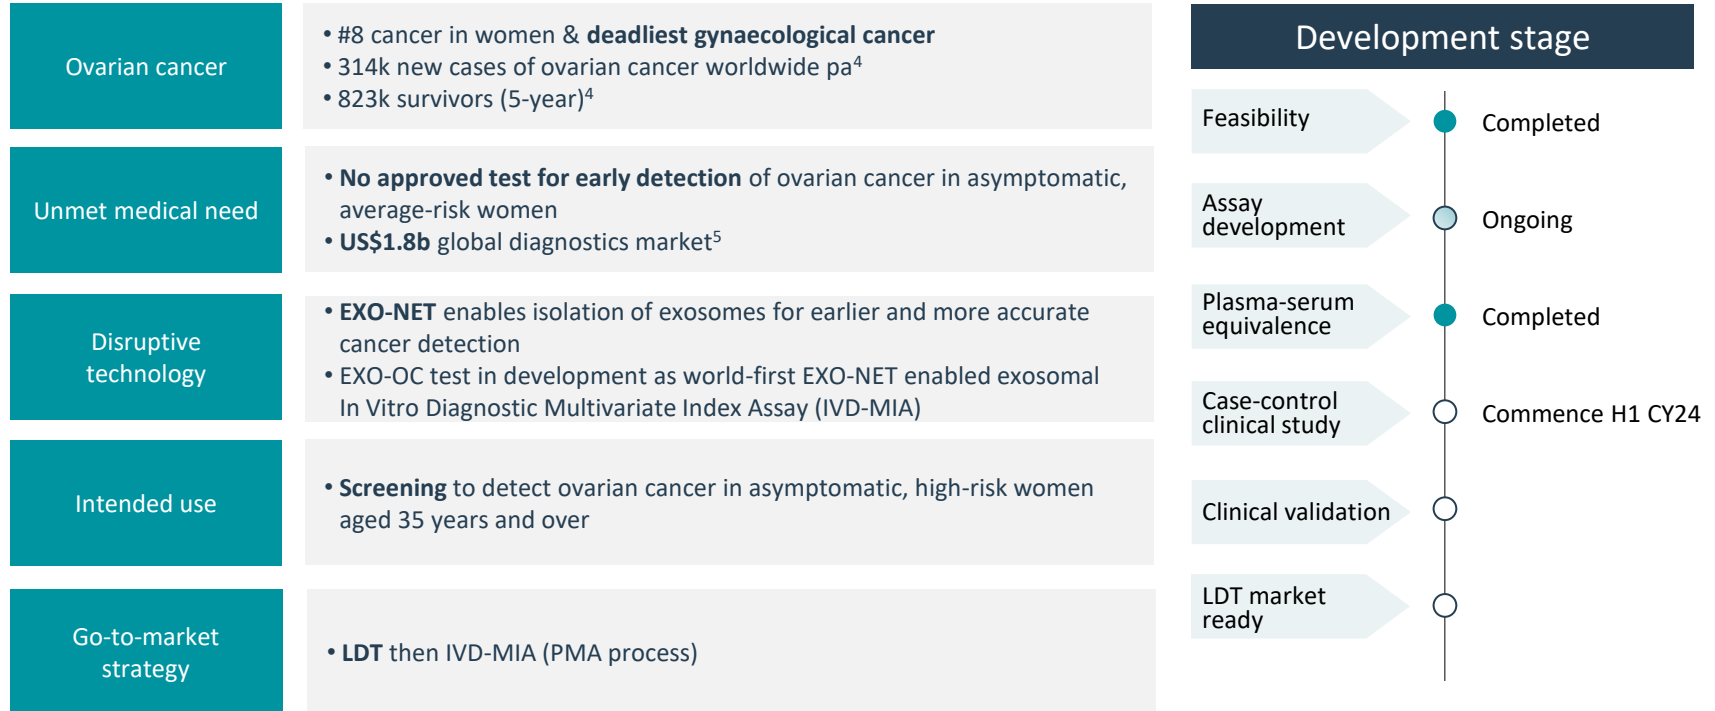 Ovarian cancer
• #8 cancer in women & deadliest gynaecological cancer
• 314k new cases of ovarian cancer worldwide pa4
• 823k survivors (5-year)4
Unmet medical need
• No approved test for early detection of ovarian cancer in asymptomatic,
average-risk women
• US$1.8b global diagnostics market5
Disruptive
technology
• EXO-NET enables isolation of exosomes for earlier and more accurate
cancer detection
• EXO-OC test in development as world-first EXO-NET enabled exosomal
In Vitro Diagnostic Multivariate Index Assay (IVD-MIA)
Intended use
• Screening to detect ovarian cancer in asymptomatic, high-risk women
aged 35 years and over
Go-to-market
strategy
• LDT then IVD-MIA (PMA process)
Development stage
Feasibility
Completed
Assay
development
Ongoing
Plasma-serum
equivalence
Completed
Case-control
clinical study
Commence H1 CY24
Clinical validation
LDT market
ready